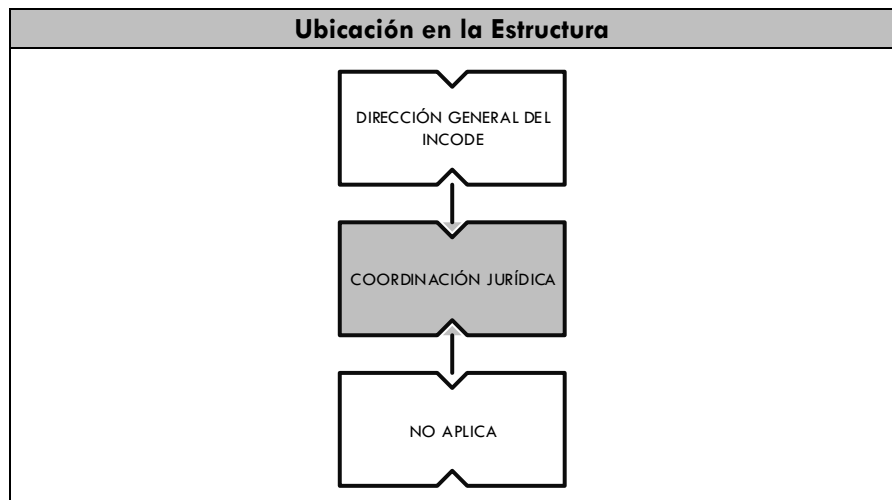 Ubicación en la Estructura
DIRECCIÓN GENERAL DEL
INCODE
COORDINACIÓN JURÍDICA
NO APLICA